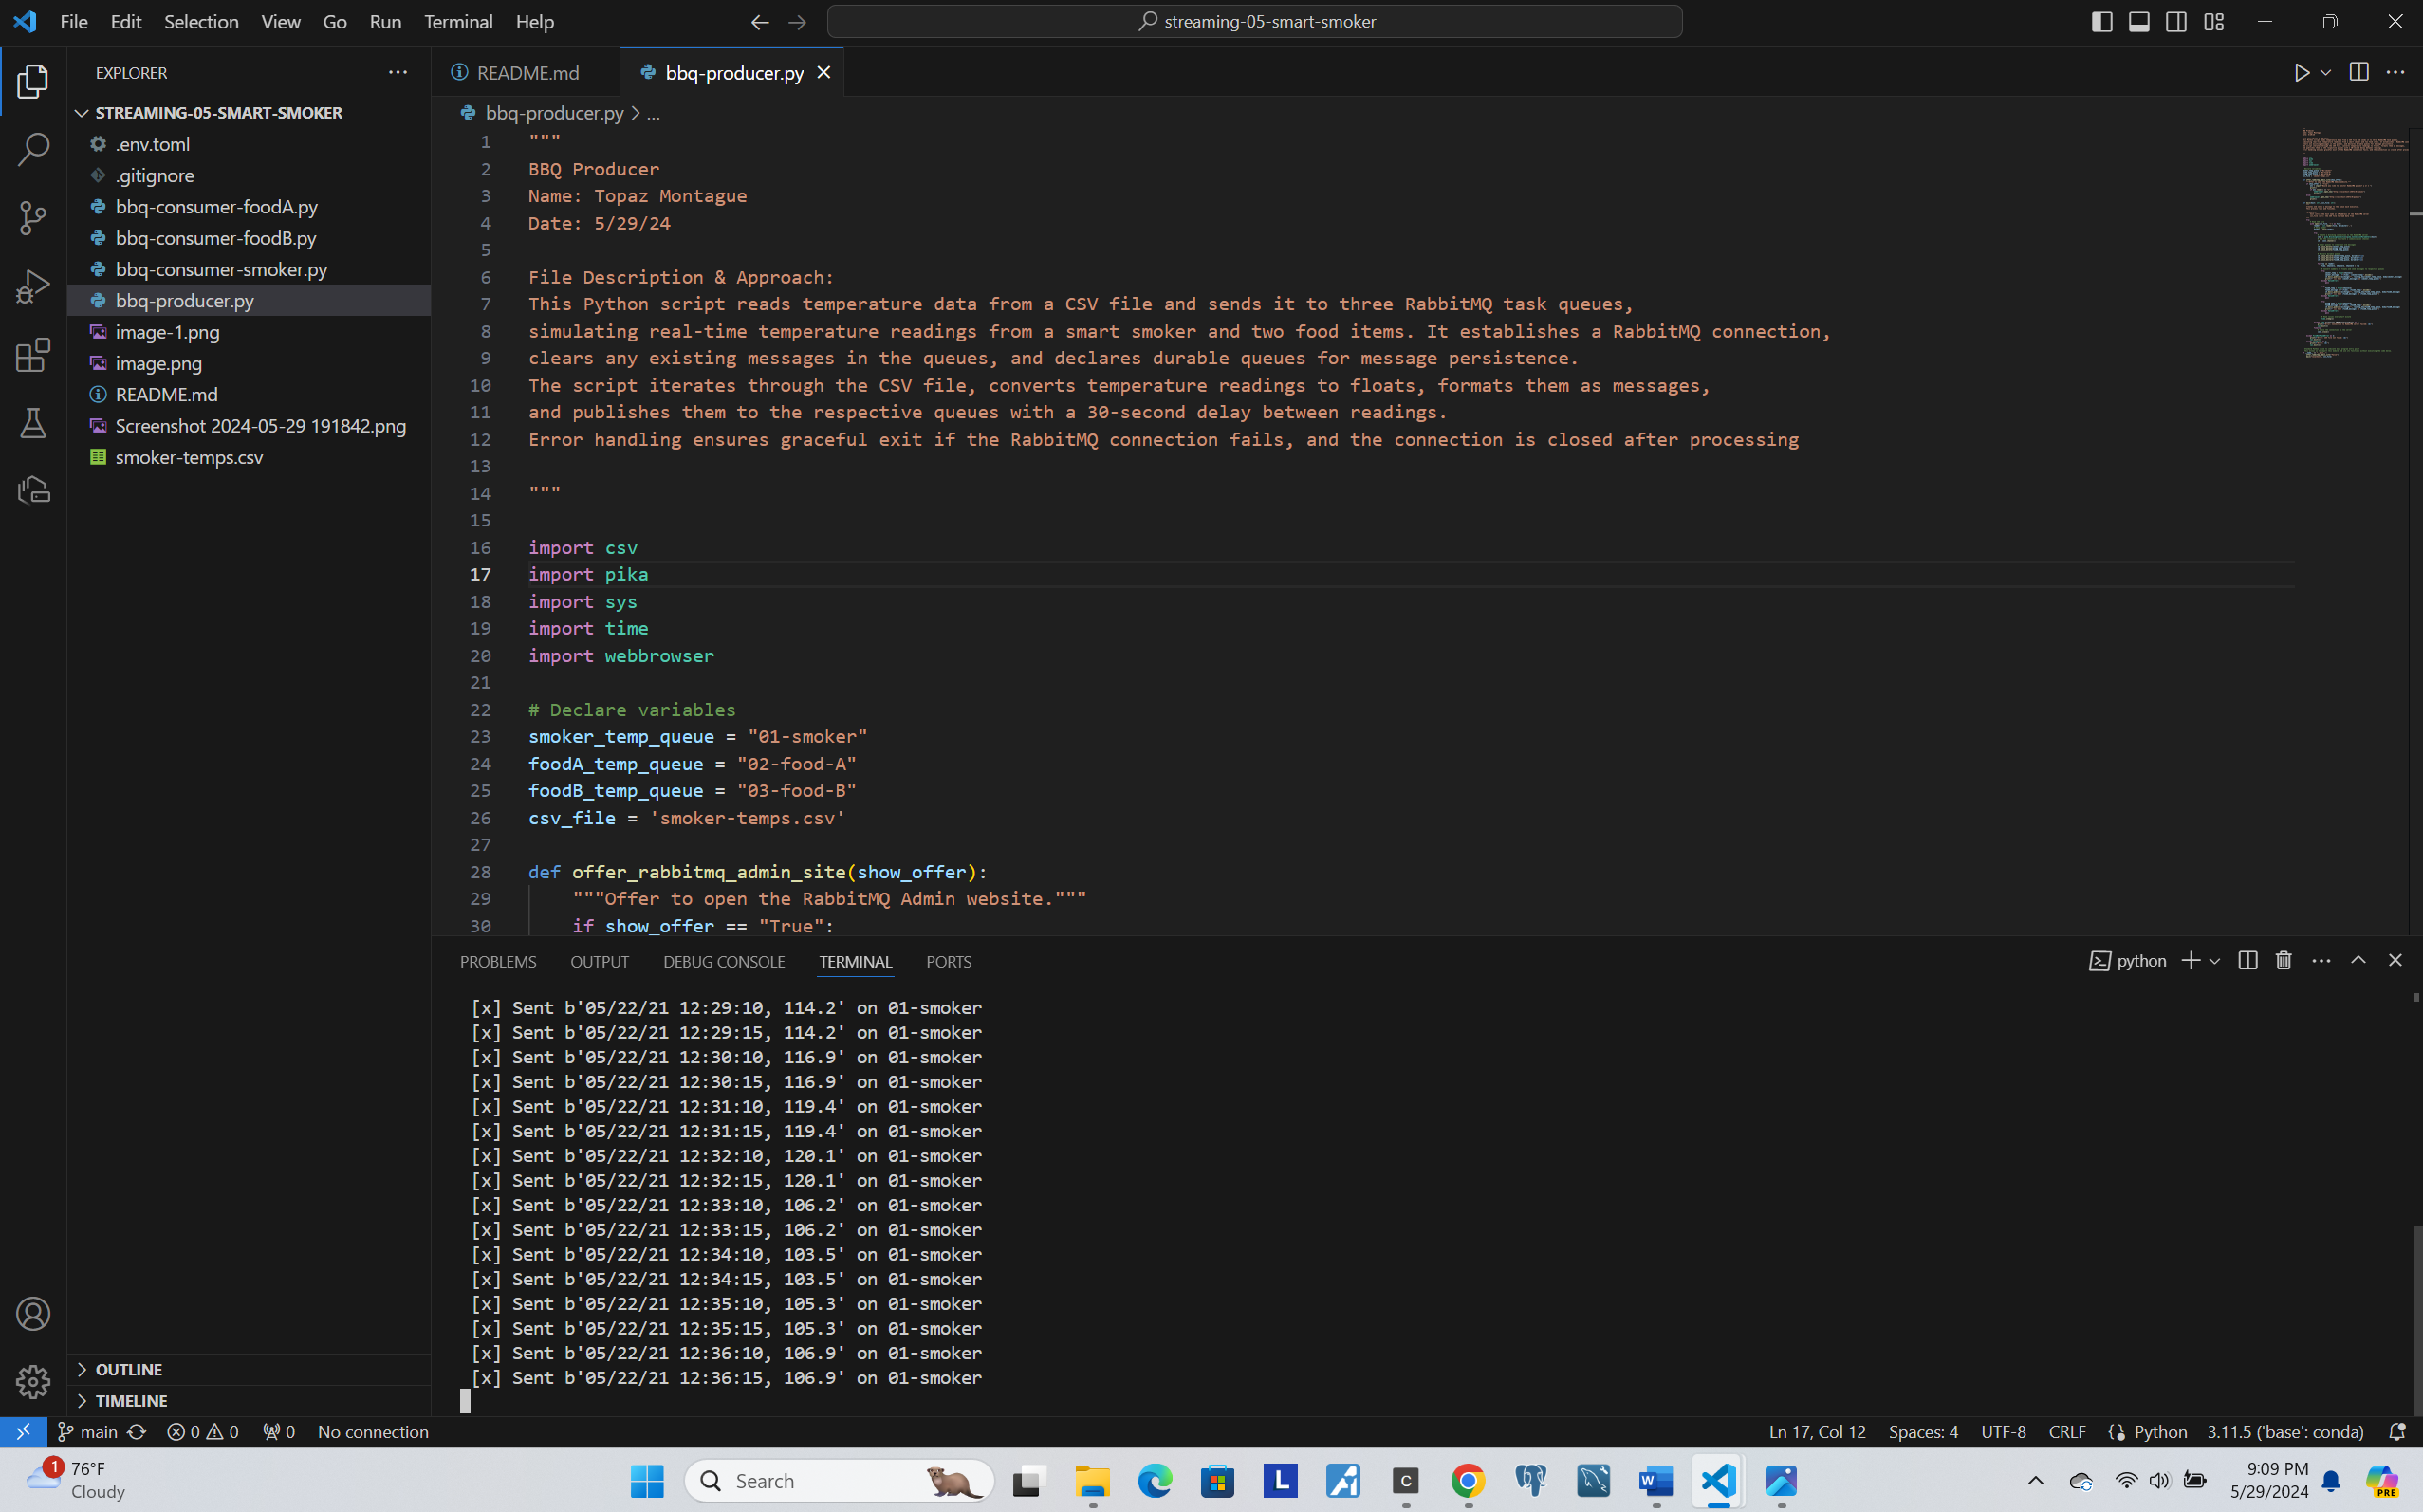 File Edit Selection View Go Run Terminal Help
streaming-05-smart-smoker
EXPLORER
STREAMING-05-SMART-SMOKER
.env.toml
.gitignore
bbq-consumer-foodA.py
bbq-consumer-foodB.py
bbq-consumer-smoker.py
bbq-producer.py
image-1.png
image.png
README.md
Screenshot 2024-05-29 191842.png
smoker-temps.csv
OUTLINE
TIMELINE
README.md
bbq-producer.py
bbq-producer.py > ...
1 """
2 BBQ Producer
3 Name: Topaz Montague
4 Date: 5/29/24
5
6 File Description & Approach:
7 This Python script reads temperature data from a CSV file and sends it to three RabbitMQ task queues,
8 simulating real-time temperature readings from a smart smoker and two food items. It establishes a RabbitMQ connection,
9 clears any existing messages in the queues, and declares durable queues for message persistence.
10 The script iterates through the CSV file, converts temperature readings to floats, formats them as messages,
11 and publishes them to the respective queues with a 30-second delay between readings.
12 Error handling ensures graceful exit if the RabbitMQ connection fails, and the connection is closed after processing
13
14 """
15
16 import csv
17 import pika
18 import sys
19 import time
20 import webbrowser
21
22 # Declare variables
23 smoker_temp_queue = "01-smoker"
24 foodA_temp_queue = "02-food-A"
25 foodB_temp_queue = "03-food-B"
26 csv_file = 'smoker-temps.csv'
27
28 def offer_rabbitmq_admin_site(show_offer):
29 """Offer to open the RabbitMQ Admin website."""
30 if show_offer == "True":
PROBLEMS OUTPUT DEBUG CONSOLE TERMINAL PORTS
python
[x] Sent b'05/22/21 12:29:10, 114.2' on 01-smoker
[x] Sent b'05/22/21 12:29:15, 114.2' on 01-smoker
[x] Sent b'05/22/21 12:30:10, 116.9' on 01-smoker
[x] Sent b'05/22/21 12:30:15, 116.9' on 01-smoker
[x] Sent b'05/22/21 12:31:10, 119.4' on 01-smoker
[x] Sent b'05/22/21 12:31:15, 119.4' on 01-smoker
[x] Sent b'05/22/21 12:32:10, 120.1' on 01-smoker
[x] Sent b'05/22/21 12:32:15, 120.1' on 01-smoker
[x] Sent b'05/22/21 12:33:10, 106.2' on 01-smoker
[x] Sent b'05/22/21 12:33:15, 106.2' on 01-smoker
[x] Sent b'05/22/21 12:34:10, 103.5' on 01-smoker
[x] Sent b'05/22/21 12:34:15, 103.5' on 01-smoker
[x] Sent b'05/22/21 12:35:10, 105.3' on 01-smoker
[x] Sent b'05/22/21 12:35:15, 105.3' on 01-smoker
[x] Sent b'05/22/21 12:36:10, 106.9' on 01-smoker
[x] Sent b'05/22/21 12:36:15, 106.9' on 01-smoker
main 0 0 0 No connection
Ln 17, Col 12 Spaces: 4 UTF-8 CRLF Python 3.11.5 ('base': conda)
1
76°F
Cloudy
Search
L
C
W
9:09 PM
5/29/2024
PRE